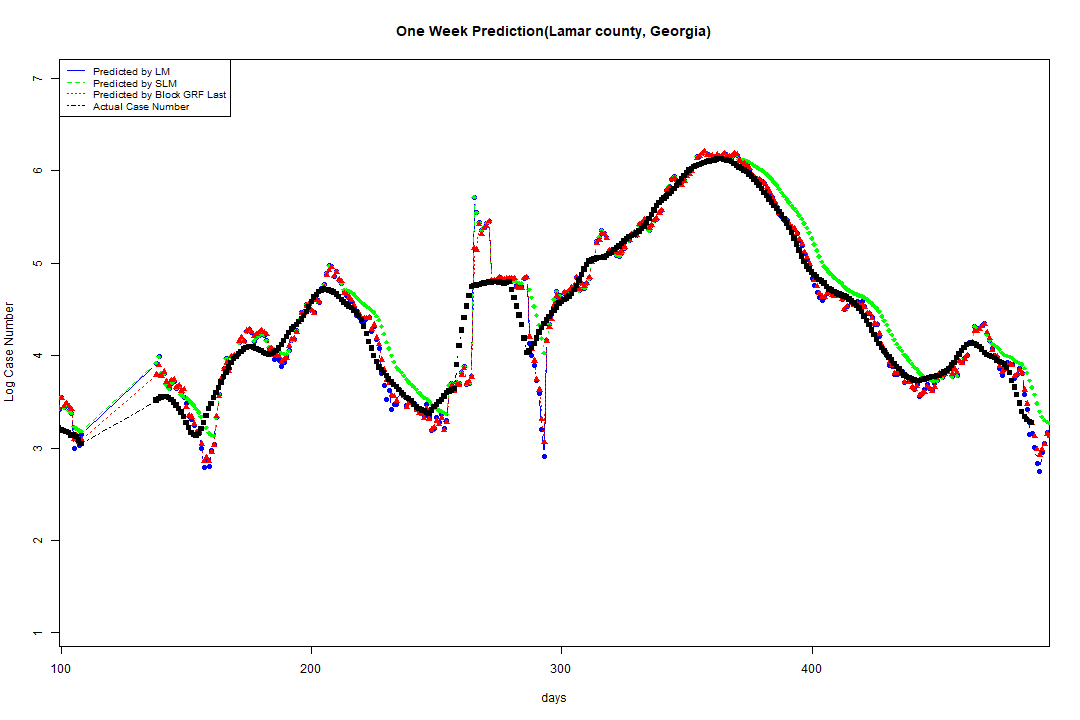 One Week Prediction(Lamar county, Georgia)
Predicted by LM
Predicted by SLM
Predicted by Block GRF Last
Actual Case Number
7
6
5
4
3
2
1
Log Case Number
100 200 300 400
days